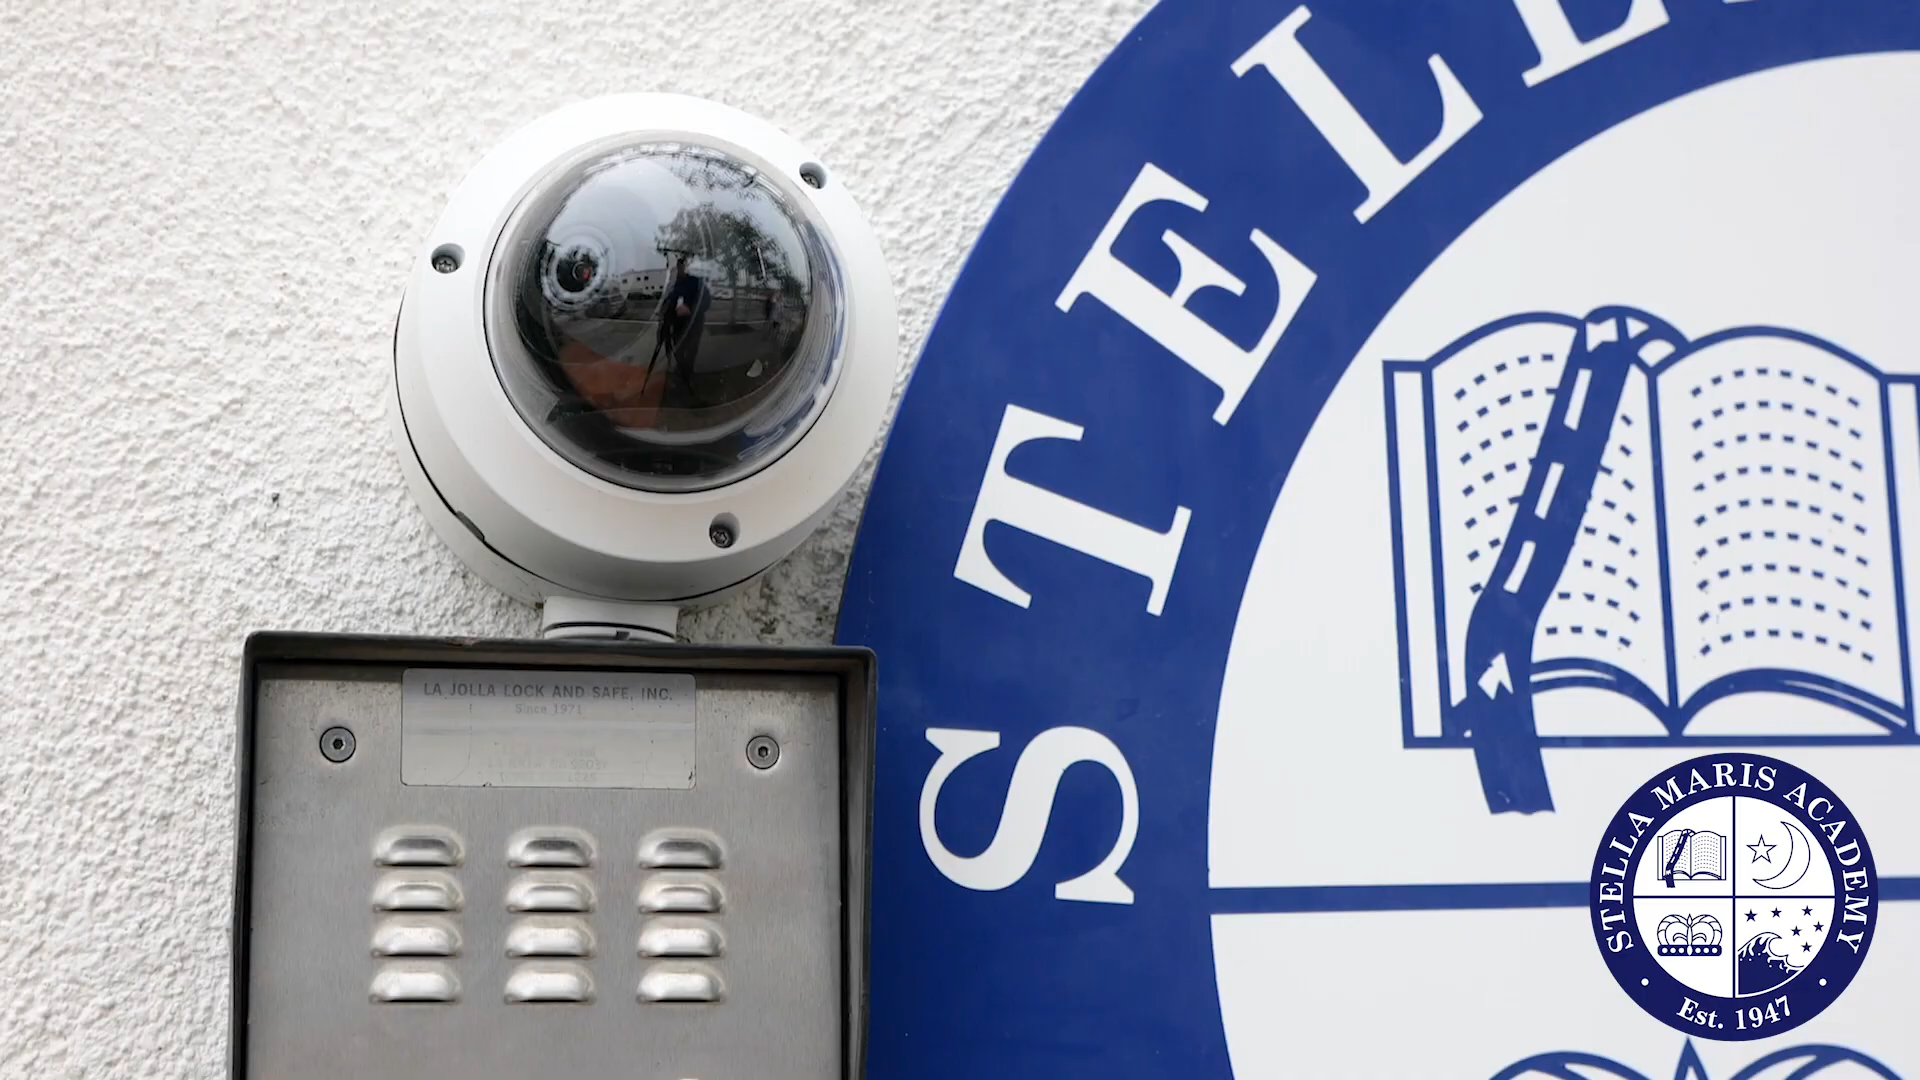 STELL
LA JOLLA LOCK AND SAFE, INC.
Since 1971
STELLA MARIS ACADEMY
Est. 1947